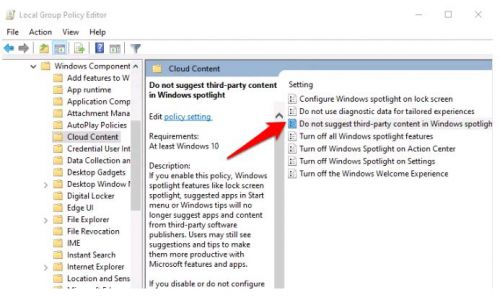 Local Group Policy Editor
File Action View Help
Windows Component
Add features to W
App runtime
Application Comp
Attachment Mana
AutoPlay Policies
Cloud Content
Credential User Int
Data Collection an
Desktop Gadgets
Desktop Window
Digital Locker
Edge UI
File Explorer
File Revocation
IME
Instant Search
Internet Explorer
Location and Sens
Cloud Content
Do not suggest third-party content
in Windows spotlight
Edit policy setting.
Requirements:
At least Windows 10
Description:
If you enable this policy, Windows
spotlight features like lock screen
spotlight, suggested apps in Start
menu or Windows tips will no
longer suggest apps and content
from third-party software
publishers. Users may still see
suggestions and tips to make
them more productive with
Microsoft features and apps.
If you disable or do not configure
Setting
Configure Windows spotlight on lock screen
Do not use diagnostic data for tailored experiences
Do not suggest third-party content in Windows spotligh
Turn off all Windows spotlight features
Turn off Windows Spotlight on Action Center
Turn off Windows Spotlight on Settings
Turn off the Windows Welcome Experience